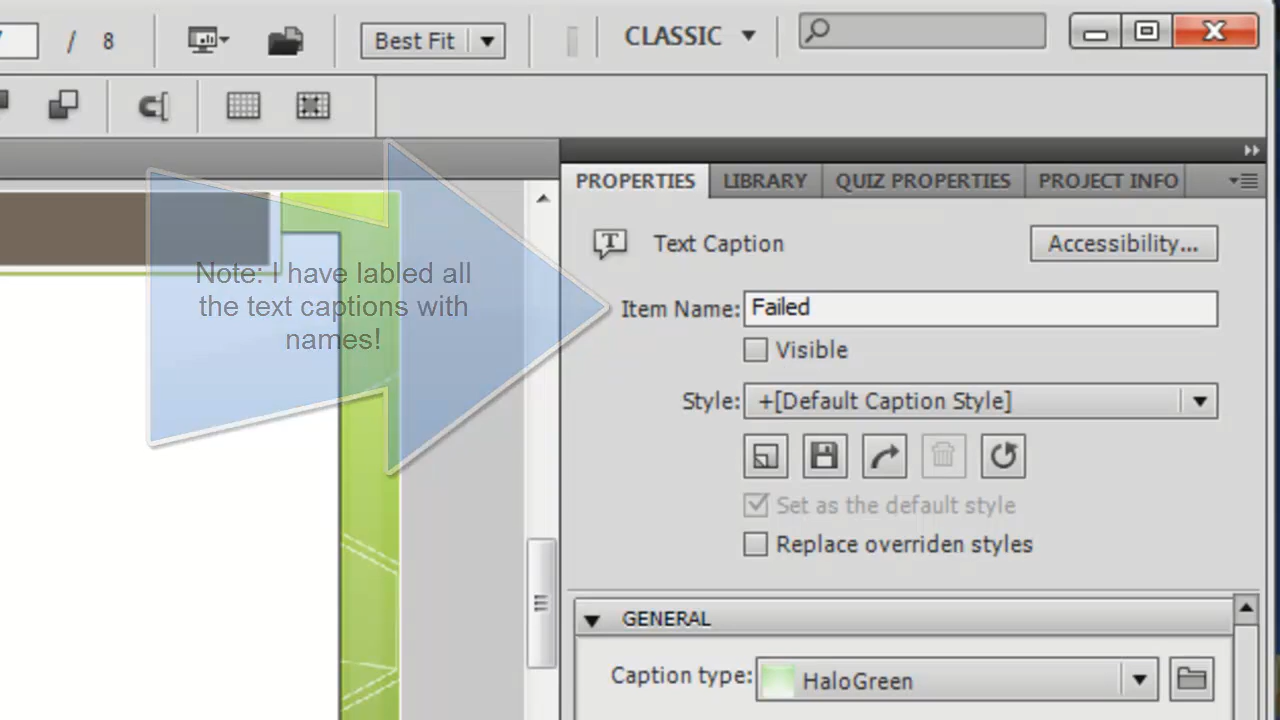 / 8
Best Fit
CLASSIC
PROPERTIES
LIBRARY
QUIZ PROPERTIES
PROJECT INFO
Text Caption
Accessibility...
Note: I have labled all
the text captions with
names!
Item Name: Failed
Visible
Style: +[Default Caption Style]
Set as the default style
Replace overriden styles
GENERAL
Caption type: HaloGreen